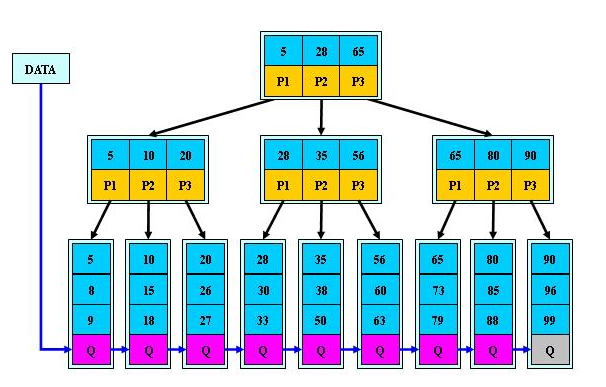 5 28 65
DATA
P1 P2 P3
5 10 20 28 35 56 65 80 90
P1 P2 P3 P1 P2 P3 P1 P2 P3
5 10 20 28 35 56 65 80 90
8 15 26 30 38 60 73 85 96
9 18 27 33 50 63 79 88 99
Q Q Q Q Q Q Q Q Q